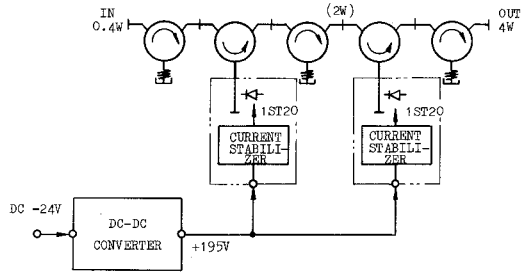 IN
0.4W
(2W)
OUT
4W
1ST20
1ST20
CURRENT
STABILI-
ZER
CURRENT
STABILI-
ZER
DC -24V
DC-DC
CONVERTER
+195V